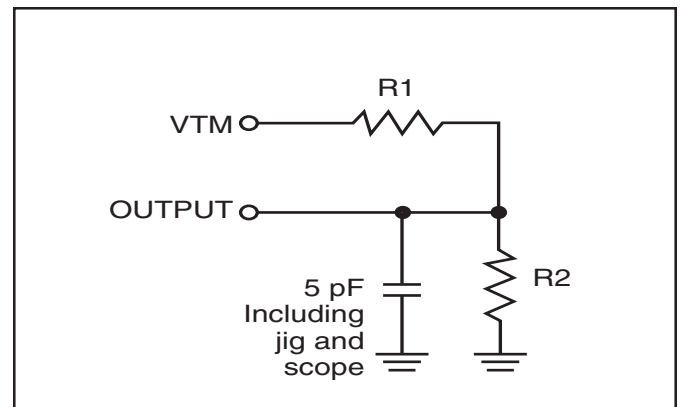 R1
VTM
OUTPUT
R2
5 pF
Including
jig and
scope